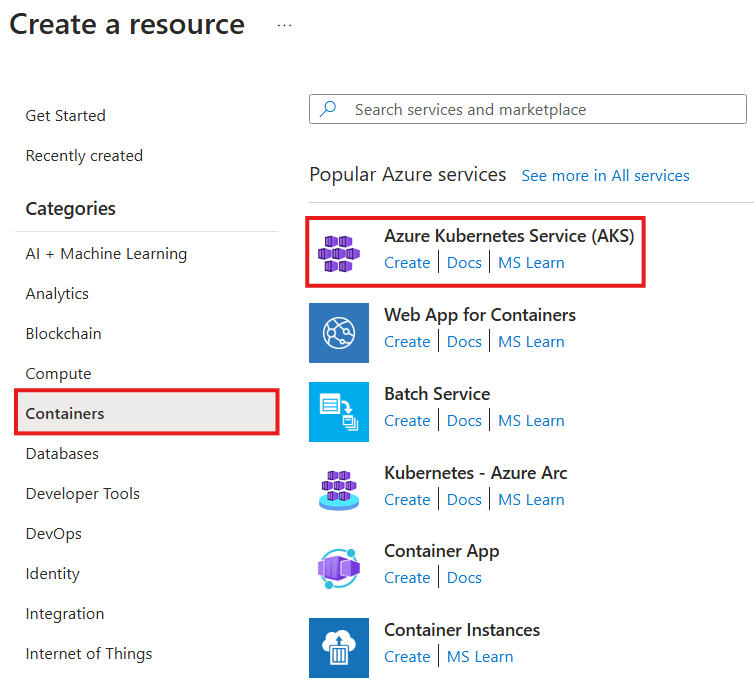 Create a resource ...
Get Started
Recently created
Categories
AI + Machine Learning
Analytics
Blockchain
Compute
Containers
Databases
Developer Tools
DevOps
Identity
Integration
Internet of Things
Search services and marketplace
Popular Azure services See more in All services
Azure Kubernetes Service (AKS)
Create | Docs | MS Learn
Web App for Containers
Create | Docs | MS Learn
Batch Service
Create | Docs | MS Learn
Kubernetes - Azure Arc
Create | Docs | MS Learn
Container App
Create | Docs
Container Instances
Create | MS Learn